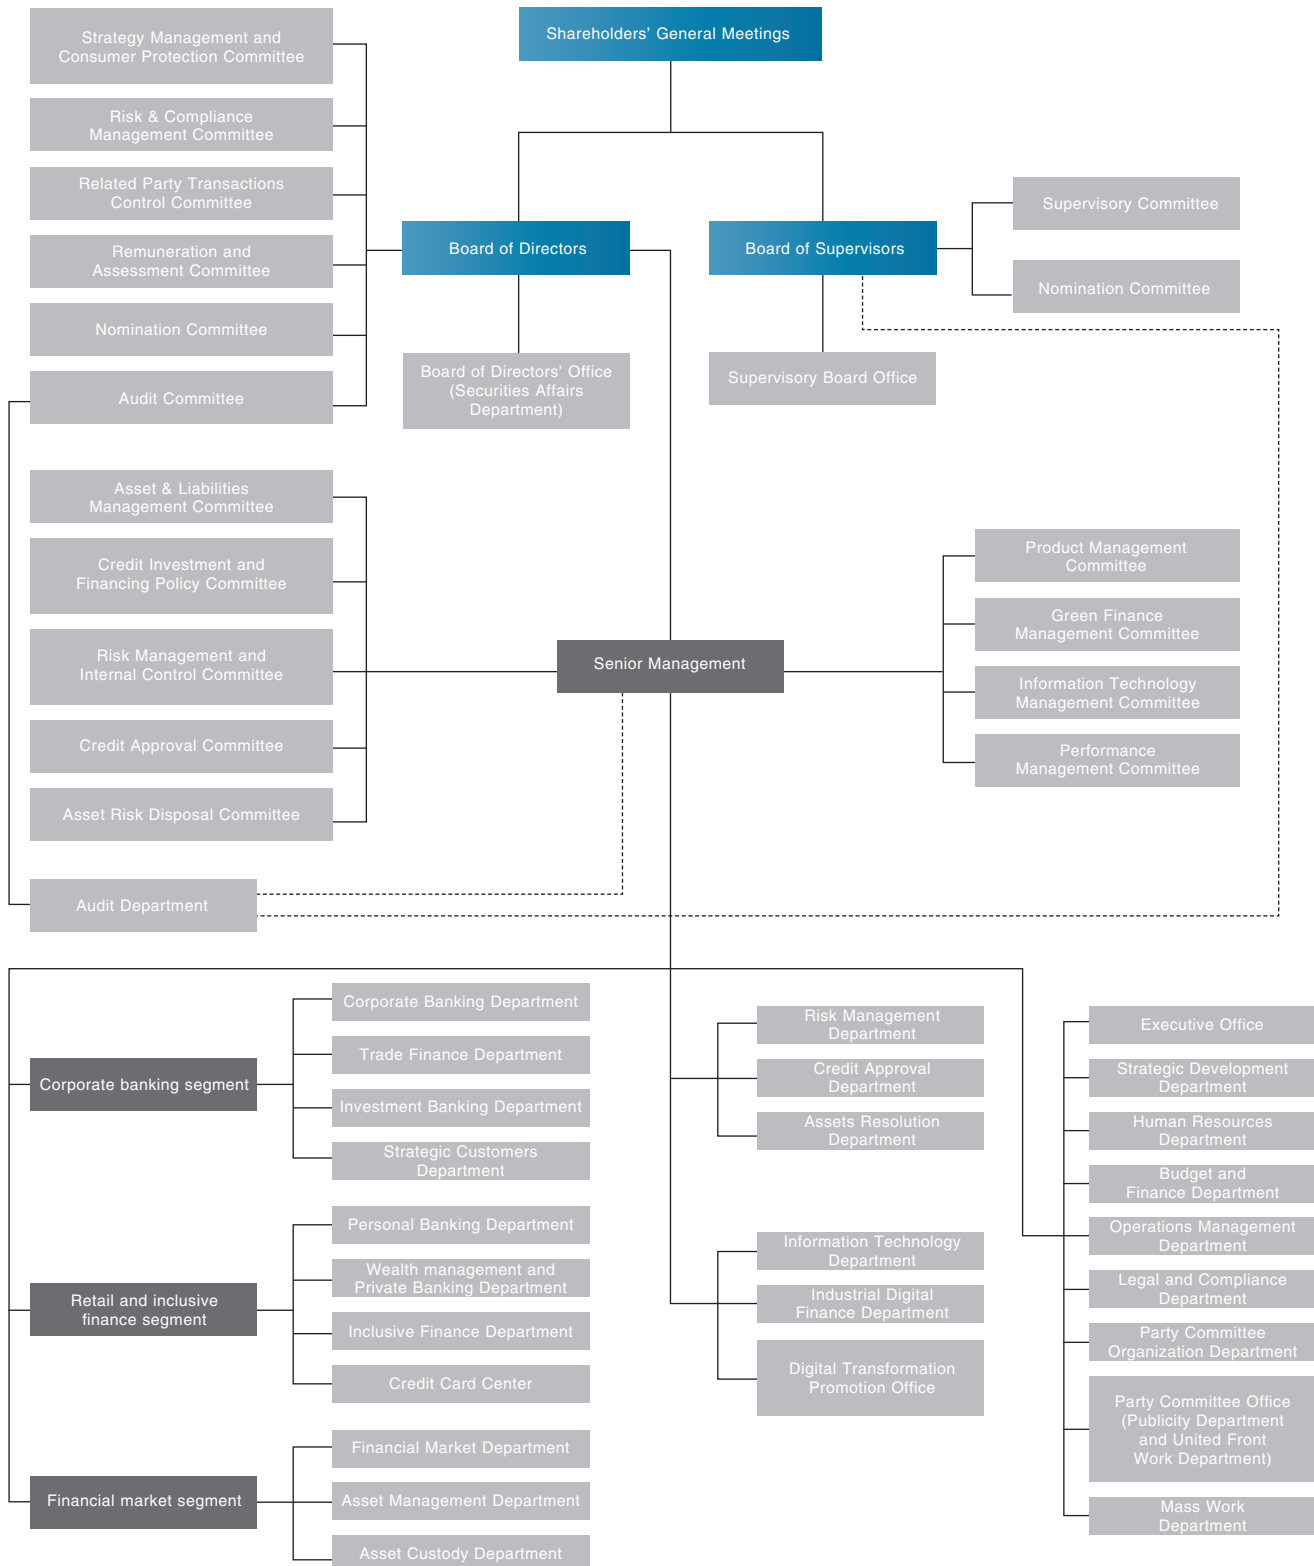 Shareholders’ General Meetings
Strategy Management and
Consumer Protection Committee
Risk & Compliance
Management Committee
Related Party Transactions
Control Committee
Remuneration and
Assessment Committee
Nomination Committee
Audit Committee
Board of Directors
Board of Supervisors
Supervisory Committee
Nomination Committee
Board of Directors’ Office
(Securities Affairs
Department)
Supervisory Board Office
Asset & Liabilities
Management Committee
Credit Investment and
Financing Policy Committee
Risk Management and
Internal Control Committee
Credit Approval Committee
Asset Risk Disposal Committee
Senior Management
Product Management
Committee
Green Finance
Management Committee
Information Technology
Management Committee
Performance
Management Committee
Audit Department
Corporate banking segment
Corporate Banking Department
Trade Finance Department
Investment Banking Department
Strategic Customers
Department
Retail and inclusive
finance segment
Personal Banking Department
Wealth management and
Private Banking Department
Inclusive Finance Department
Credit Card Center
Financial market segment
Financial Market Department
Asset Management Department
Asset Custody Department
Risk Management
Department
Credit Approval
Department
Assets Resolution
Department
Information Technology
Department
Industrial Digital
Finance Department
Digital Transformation
Promotion Office
Executive Office
Strategic Development
Department
Human Resources
Department
Budget and
Finance Department
Operations Management
Department
Legal and Compliance
Department
Party Committee
Organization Department
Party Committee Office
(Publicity Department
and United Front
Work Department)
Mass Work
Department